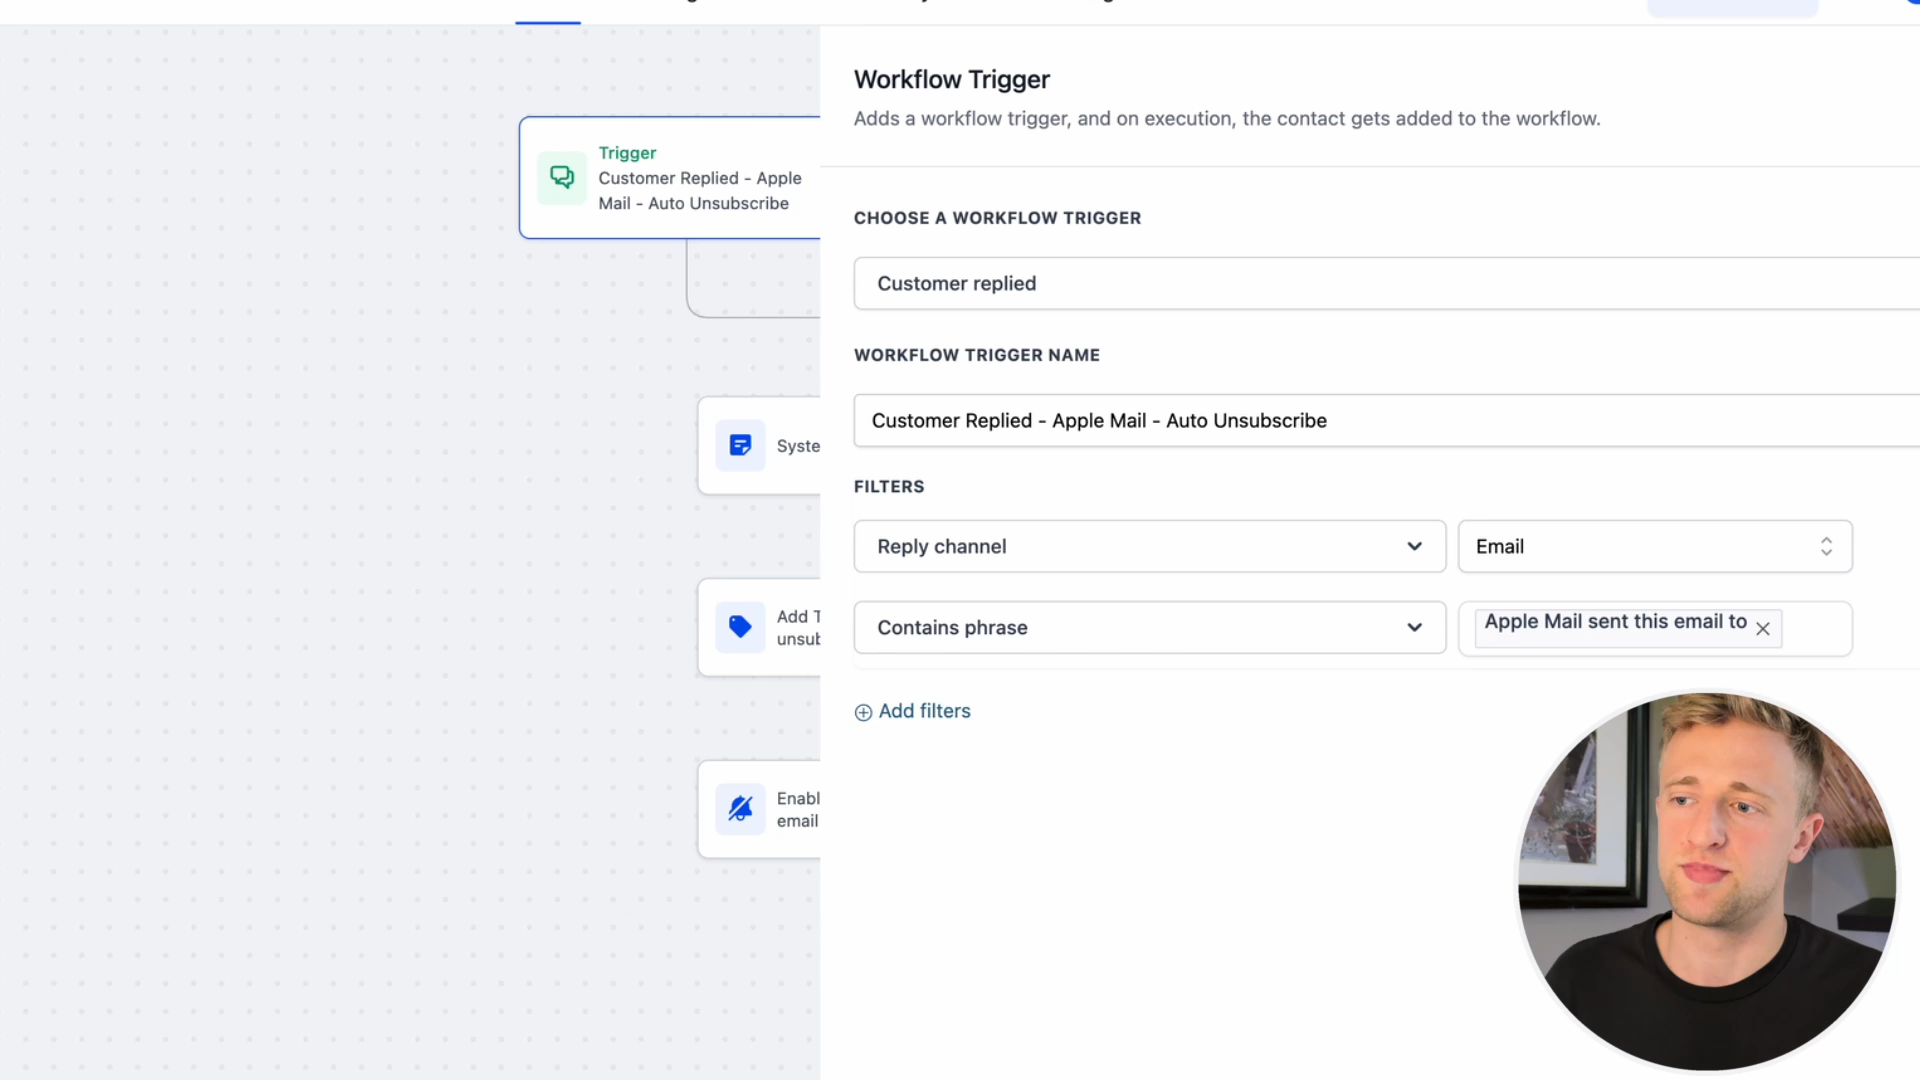 Workflow Trigger
Adds a workflow trigger, and on execution, the contact gets added to the workflow.
Trigger
Customer Replied - Apple
Mail - Auto Unsubscribe
CHOOSE A WORKFLOW TRIGGER
Customer replied
WORKFLOW TRIGGER NAME
Customer Replied - Apple Mail - Auto Unsubscribe
FILTERS
Reply channel
Email
Contains phrase
Apple Mail sent this email to
Add filters
Syste
Add T
unsub
Enabl
email